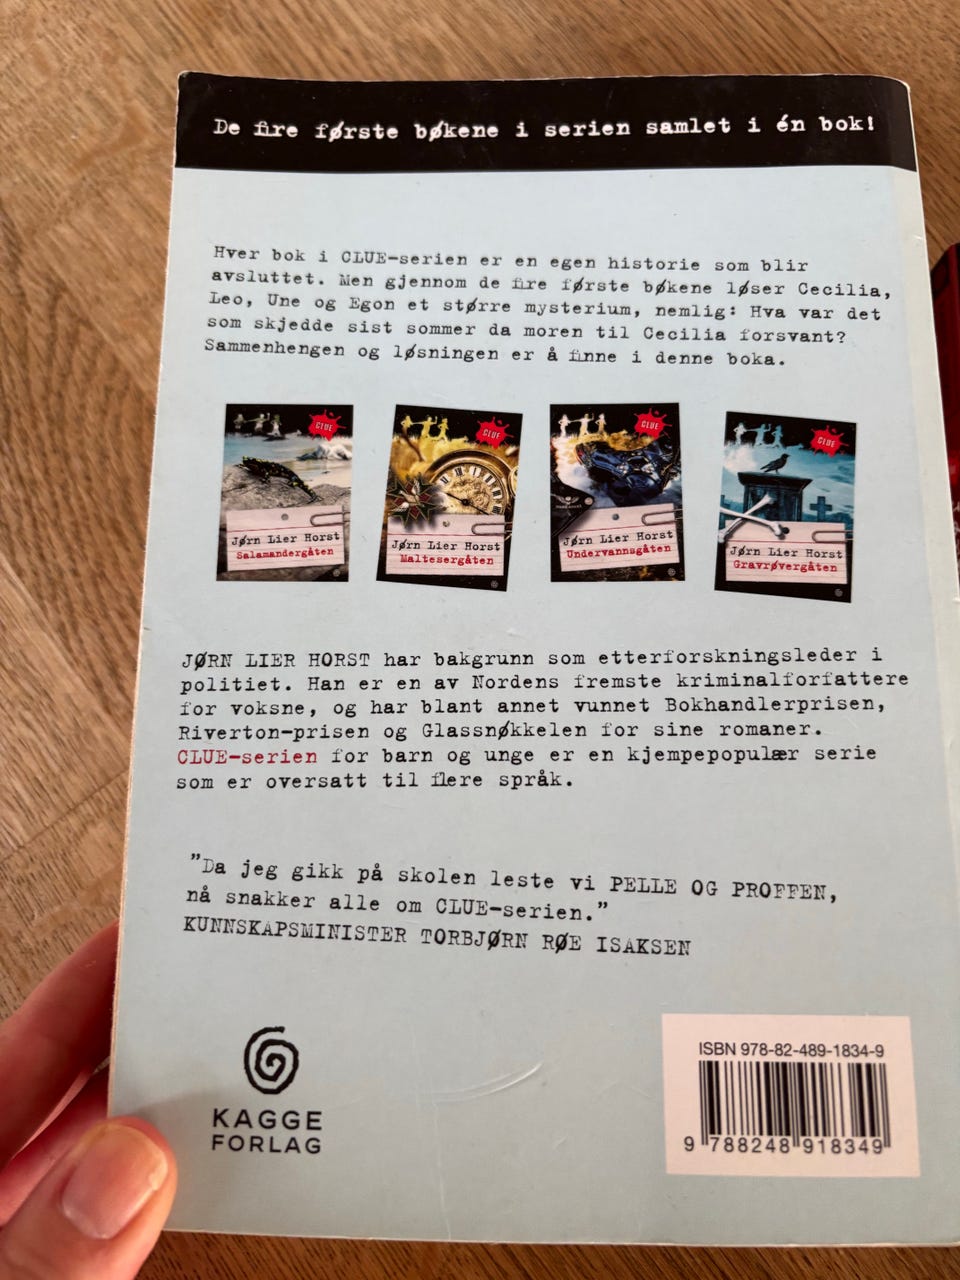 De fire første bøkene i serien samlet i én bok!
Hver bok i CLUE-serien er en egen historie som blir
avsluttet. Men gjennom de fire første bøkene løser Cecilia,
Leo, Une og Egon et større mysterium, nemlig: Hva var det
som skjedde sist sommer da moren til Cecilia forsvant?
Sammenhengen og løsningen er å finne i denne boka.
CLUE
Jørn Lier Horst
Salamandergåten
CLUE
Jørn Lier Horst
Maltesergåten
CLUE
Jørn Lier Horst
Undervannsgåten
CLUE
Jørn Lier Horst
Gravrøvergåten
JØRN LIER HORST har bakgrunn som etterforskningsleder i
politiet. Han er en av Nordens fremste kriminalforfattere
for voksne, og har blant annet vunnet Bokhandlerprisen,
Riverton-prisen og Glassnøkkelen for sine romaner.
CLUE-serien for barn og unge er en kjempepopulær serie
som er oversatt til flere språk.
"Da jeg gikk på skolen leste vi PELLE OG PROFFEN,
nå snakker alle om CLUE-serien."
KUNNSKAPSMINISTER TORBJØRN RØE ISAKSEN
KAGGE
FORLAG
ISBN 978-82-489-1834-9
9 788248 918349